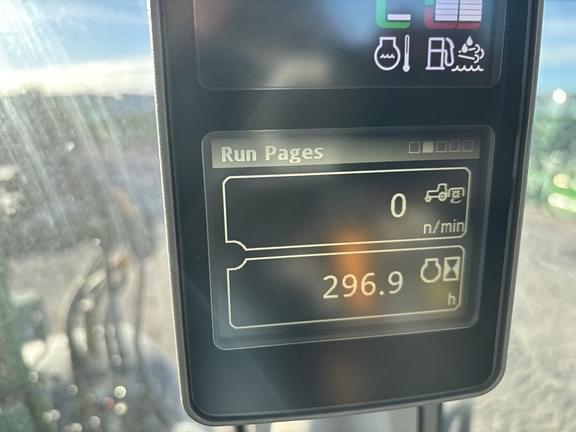 Run Pages
0
n/min
296.9
h